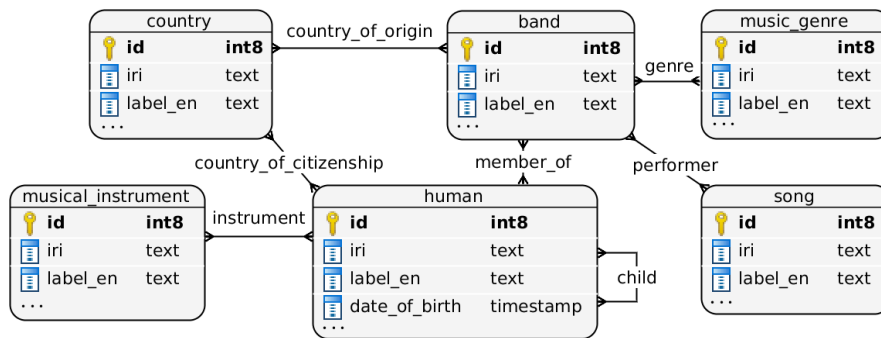 country
id int8
iri text
label_en text
...
country_of_origin
band
id int8
iri text
label_en text
...
genre
music_genre
id int8
iri text
label_en text
...
country_of_citizenship
member_of
performer
musical_instrument
id int8
iri text
label_en text
...
instrument
human
id int8
iri text
label_en text
date_of_birth timestamp
...
child
song
id int8
iri text
label_en text
...